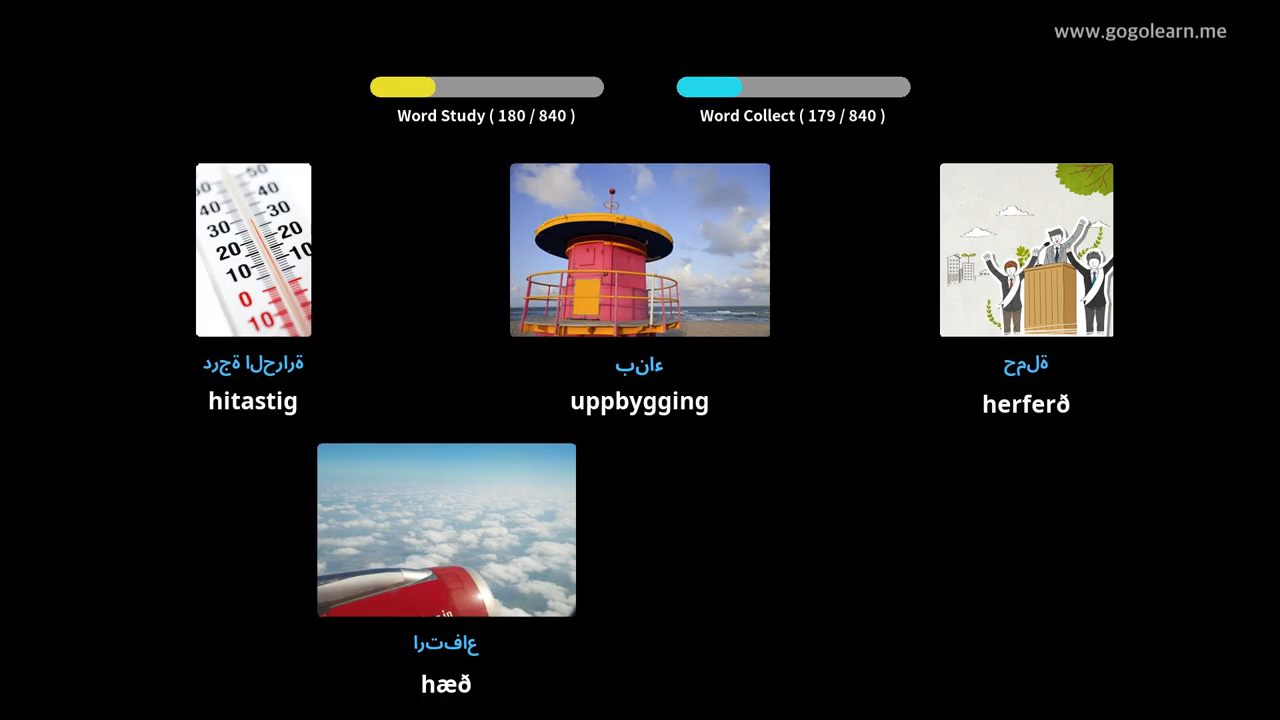 www.gogolearn.me
Word Study ( 180 / 840 )
Word Collect ( 179 / 840 )
درجة الحرارة
hitastig
بناء
uppbygging
حملة
herferð
ارتفاع
hæð